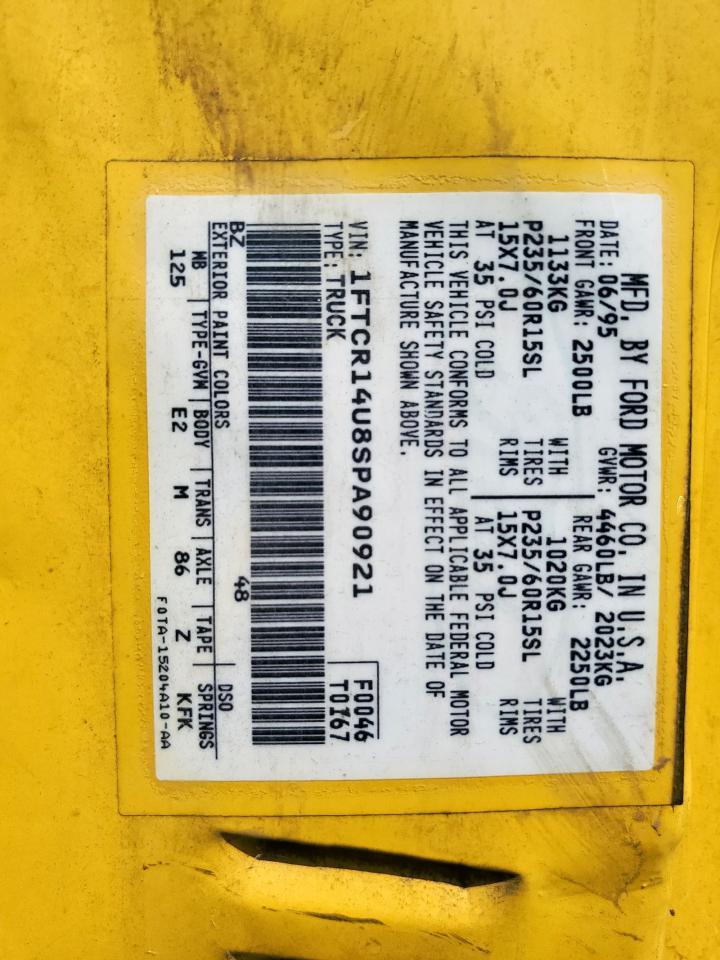 MFD. BY FORD MOTOR CO. IN U.S.A.
DATE: 06/95 GVWR: 4460LB/ 2023KG
FRONT GAWR: 2500LB REAR GAWR: 2250LB
1133KG WITH 1020KG WITH
P235/60R15SL TIRES P235/60R15SL TIRES
15X7.0J RIMS 15X7.0J RIMS
AT 35 PSI COLD AT 35 PSI COLD
THIS VEHICLE CONFORMS TO ALL APPLICABLE FEDERAL MOTOR
VEHICLE SAFETY STANDARDS IN EFFECT ON THE DATE OF
MANUFACTURE SHOWN ABOVE.
VIN: 1FTCR14U8SPA90921 F0046
TYPE: TRUCK T0167
BZ 48
EXTERIOR PAINT COLORS DSO
WB TYPE-GVM BODY TRANS AXLE TAPE SPRINGS
125 E2 M 86 Z KFK
F0TA-15204A10-AA